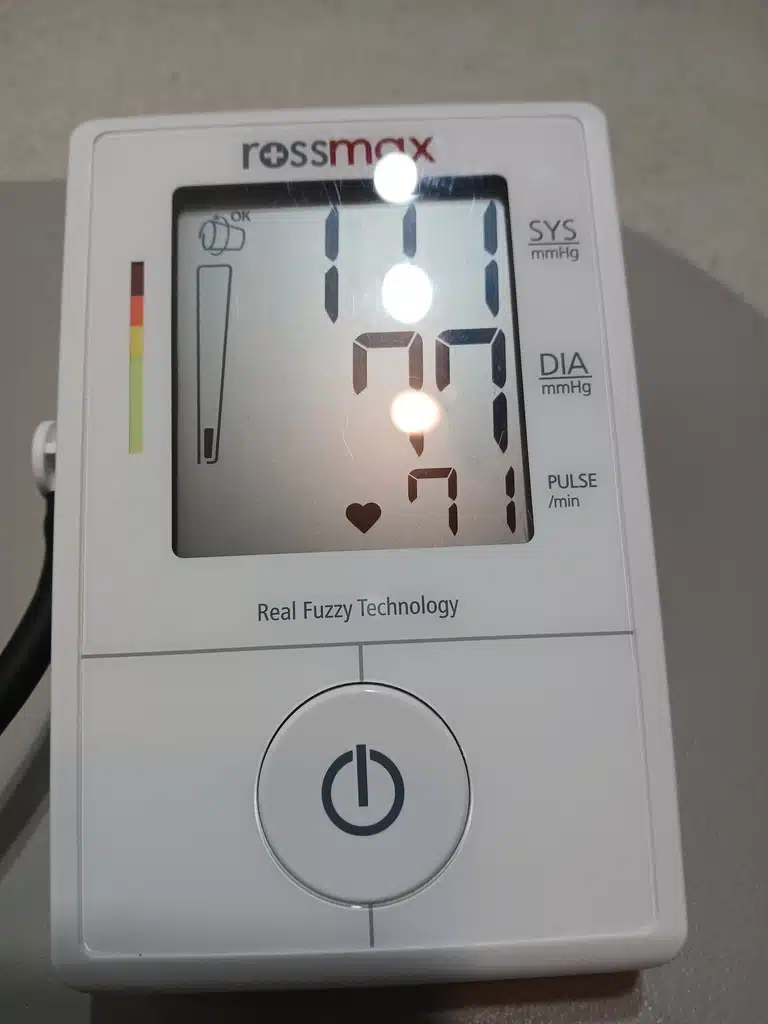 rossmax
OK
111
SYS
mmHg
77
DIA
mmHg
71
PULSE
/min
Real Fuzzy Technology